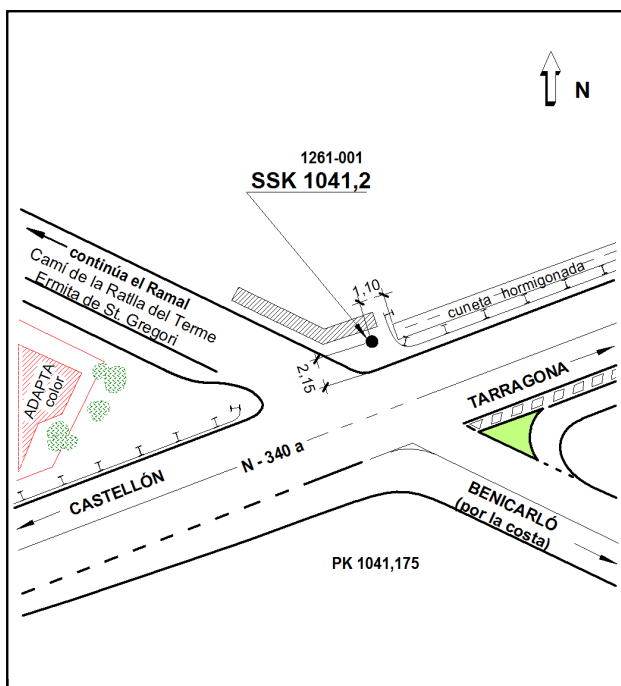 N
1261-001
SSK 1041,2
continúa el Ramal
Camí de la Ratlla del Terme
Ermita de St. Gregori
1,10
cuneta hormigonada
2,15
ADAPTA
color
TARRAGONA
N - 340 a
CASTELLÓN
BENICARLÓ
(por la costa)
PK 1041,175